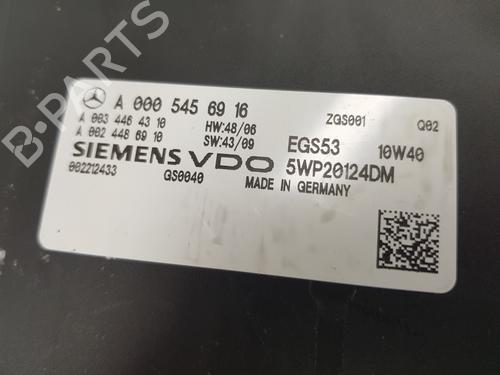 A 000 545 69 16
ZGS001
Q02
A 003 446 43 10
HW:48/06
A 002 448 69 10
SW:43/09
EGS53
10W40
SIEMENS VDO
5WP20124DM
002212433
GS0040
MADE IN GERMANY
B-PARTS